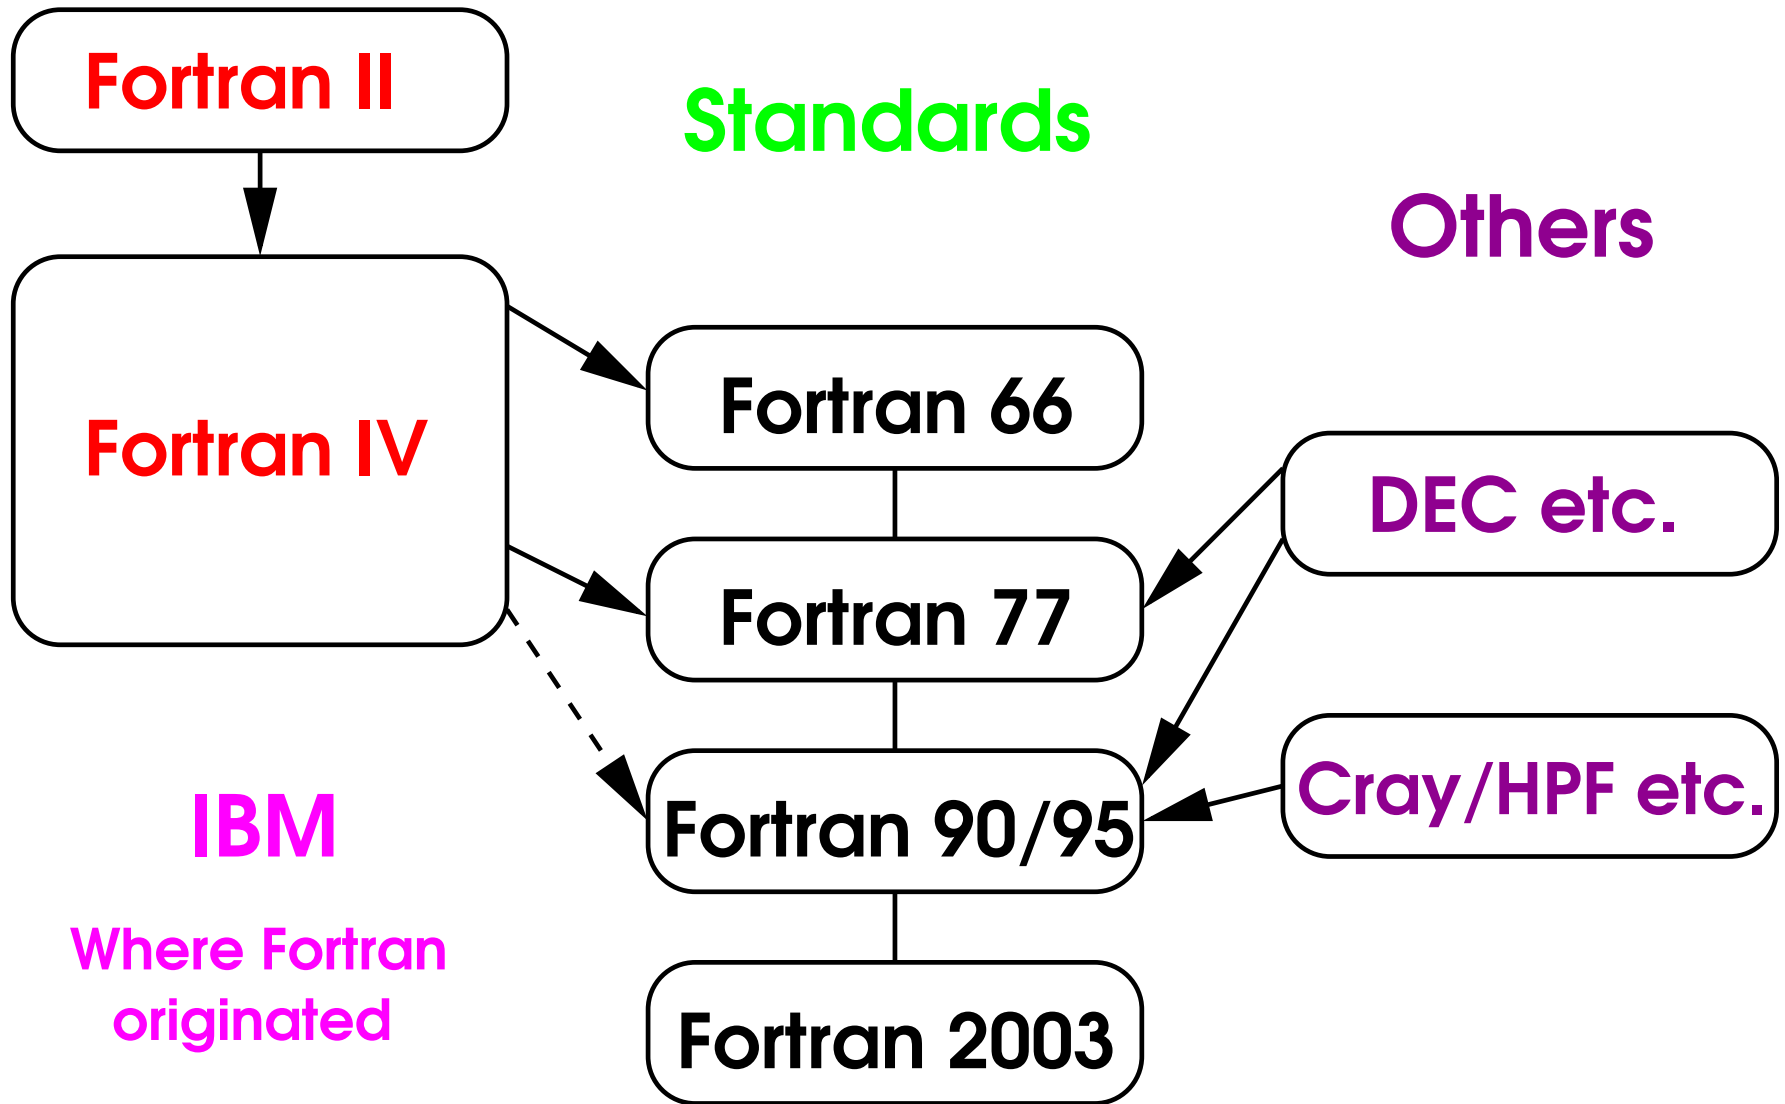 Fortran II
Standards
Others
Fortran 66
Fortran IV
DEC etc.
Fortran 77
Cray/HPF etc.
IBM
Fortran 90/95
Where Fortran
originated
Fortran 2003